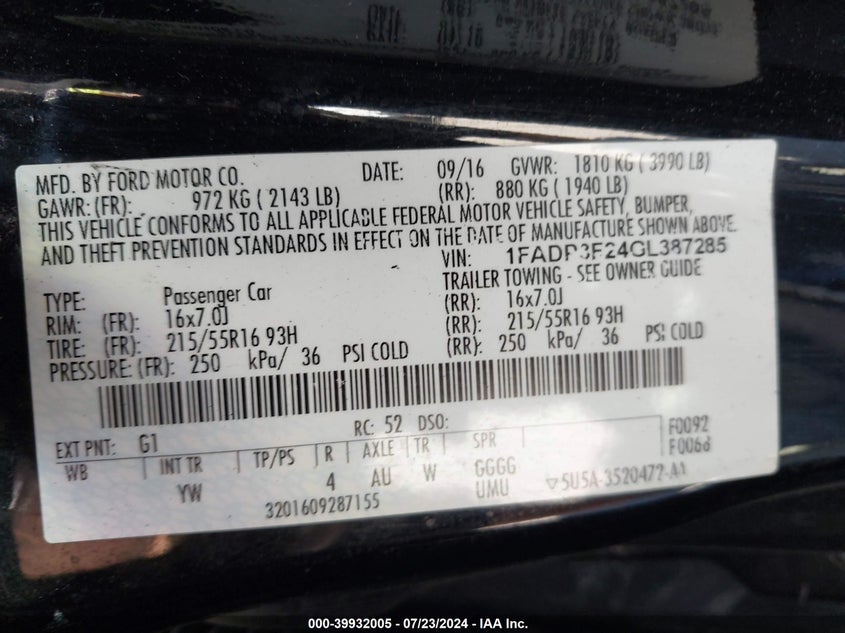 MFD. BY FORD MOTOR CO. DATE: 09/16 GVWR: 1810 KG ( 3990 LB)
GAWR: (FR): 972 KG ( 2143 LB) (RR): 880 KG ( 1940 LB)
THIS VEHICLE CONFORMS TO ALL APPLICABLE FEDERAL MOTOR VEHICLE SAFETY, BUMPER,
AND THEFT PREVENTION STANDARDS IN EFFECT ON THE DATE OF MANUFACTURE SHOWN ABOVE.
VIN: 1FADP3F24GL387285
TRAILER TOWING - SEE OWNER GUIDE
TYPE: Passenger Car
RIM: (FR): 16x7.0J (RR): 16x7.0J
TIRE: (FR): 215/55R16 93H (RR): 215/55R16 93H
PRESSURE: (FR): 250 kPa/ 36 PSI COLD (RR): 250 kPa/ 36 PSI COLD
RC: 52 DSO:
EXT PNT: G1 F0092
WB INT TR TP/PS R AXLE TR SPR F0066
YW 4 AU W GGGG
UMU 5U5A-3520472-AA
3201609287155
000-39932005 / 07/23/2024 - IAA Inc.